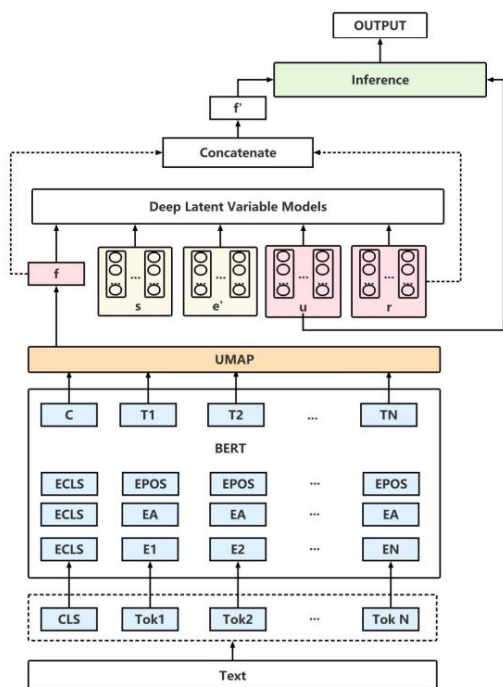 OUTPUT
Inference
f'
Concatenate
Deep Latent Variable Models
f
... ... ... ...
s e' u r
UMAP
C T1 T2 ... TN
BERT
ECLS EPOS EPOS ... EPOS
ECLS EA EA ... EA
ECLS E1 E2 ... EN
CLS Tok1 Tok2 ... Tok N
Text